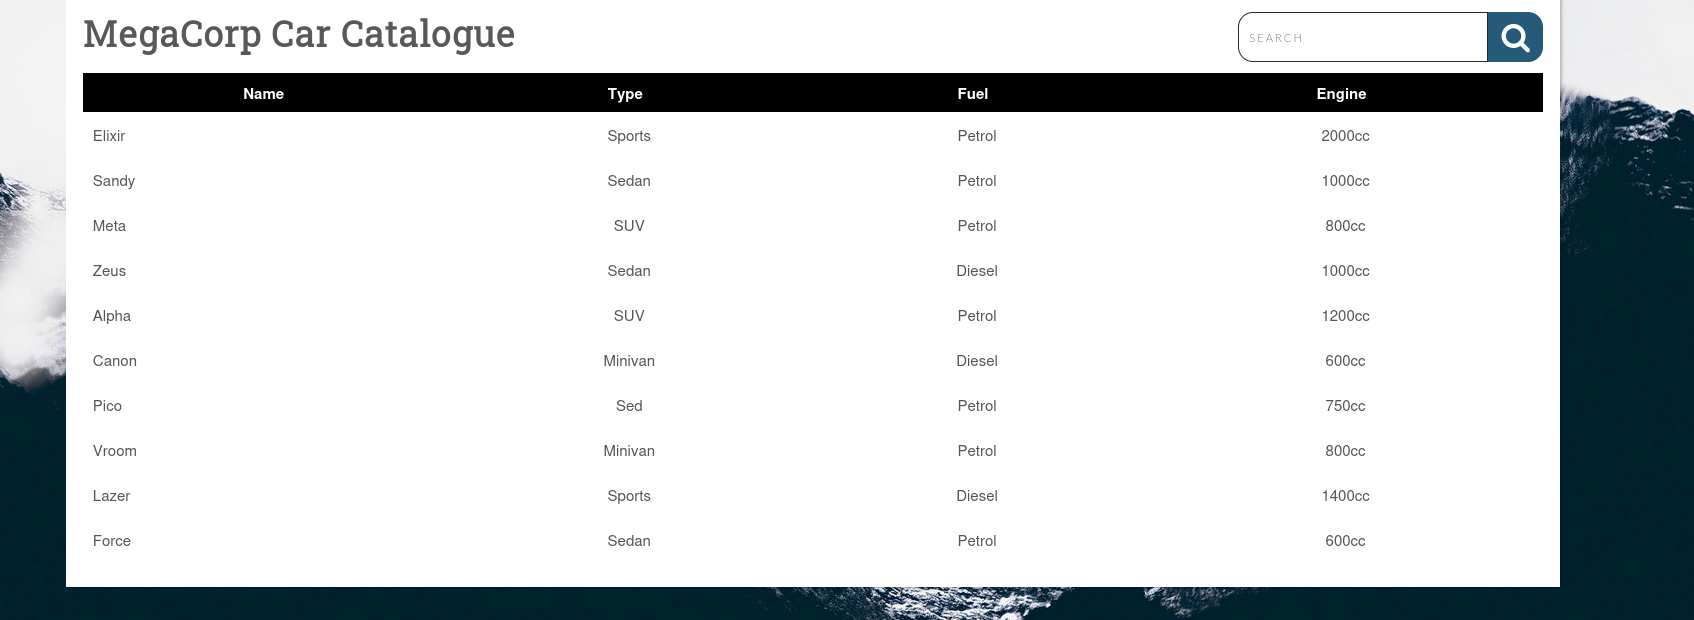 MegaCorp Car Catalogue
SEARCH
Name Type Fuel Engine
Elixir Sports Petrol 2000cc
Sandy Sedan Petrol 1000cc
Meta SUV Petrol 800cc
Zeus Sedan Diesel 1000cc
Alpha SUV Petrol 1200cc
Canon Minivan Diesel 600cc
Pico Sed Petrol 750cc
Vroom Minivan Petrol 800cc
Lazer Sports Diesel 1400cc
Force Sedan Petrol 600cc